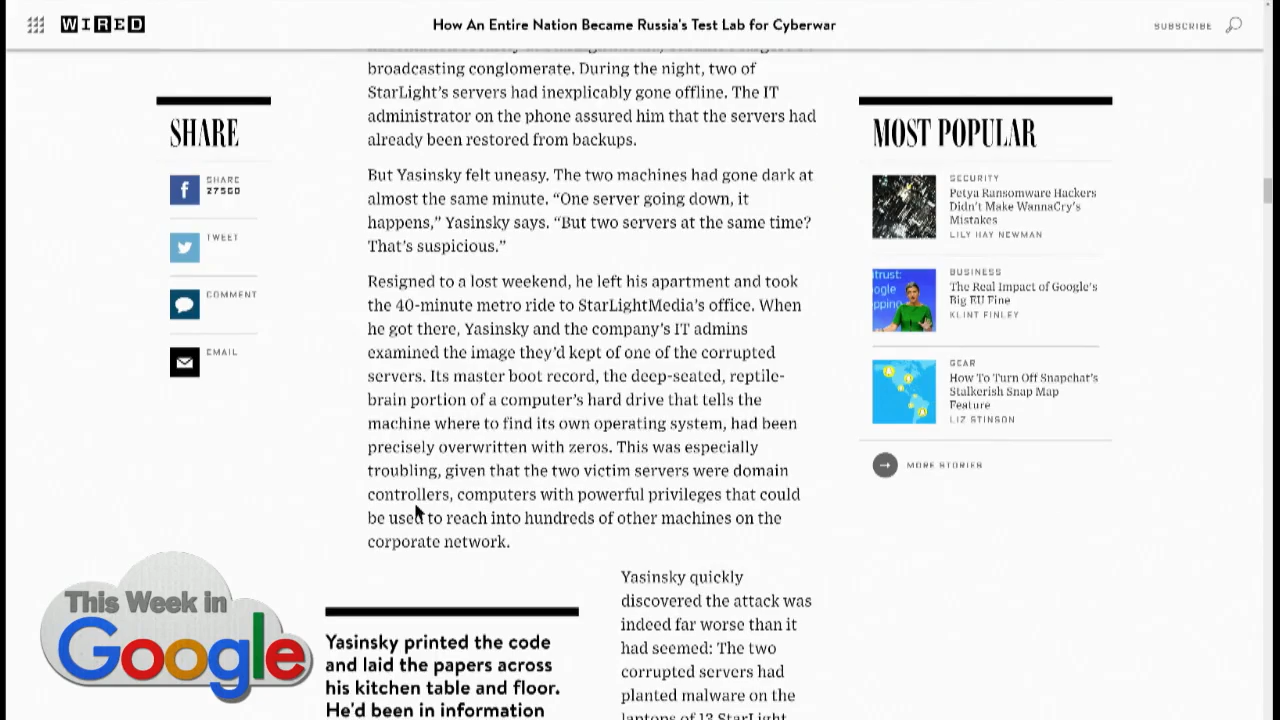 WIRED
How An Entire Nation Became Russia's Test Lab for Cyberwar
SUBSCRIBE
broadcasting conglomerate. During the night, two of
StarLight's servers had inexplicably gone offline. The IT
administrator on the phone assured him that the servers had
already been restored from backups.
But Yasinsky felt uneasy. The two machines had gone dark at
almost the same minute. “One server going down, it
happens,” Yasinsky says. “But two servers at the same time?
That's suspicious.”
Resigned to a lost weekend, he left his apartment and took
the 40-minute metro ride to StarLightMedia's office. When
he got there, Yasinsky and the company's IT admins
examined the image they'd kept of one of the corrupted
servers. Its master boot record, the deep-seated, reptile-
brain portion of a computer's hard drive that tells the
machine where to find its own operating system, had been
precisely overwritten with zeros. This was especially
troubling, given that the two victim servers were domain
controllers, computers with powerful privileges that could
be used to reach into hundreds of other machines on the
corporate network.
Yasinsky quickly
discovered the attack was
indeed far worse than it
had seemed: The two
corrupted servers had
planted malware on the
laptops of 13 StarLight
Yasinsky printed the code
and laid the papers across
his kitchen table and floor.
He'd been in information
SHARE
SHARE
27560
TWEET
COMMENT
EMAIL
MOST POPULAR
SECURITY
Petya Ransomware Hackers
Didn't Make WannaCry's
Mistakes
LILY HAY NEWMAN
trust:
ogle
opping
BUSINESS
The Real Impact of Google's
Big EU Fine
KLINT FINLEY
GEAR
How To Turn Off Snapchat's
Stalkerish Snap Map
Feature
LIZ STINSON
MORE STORIES
This Week in
Google